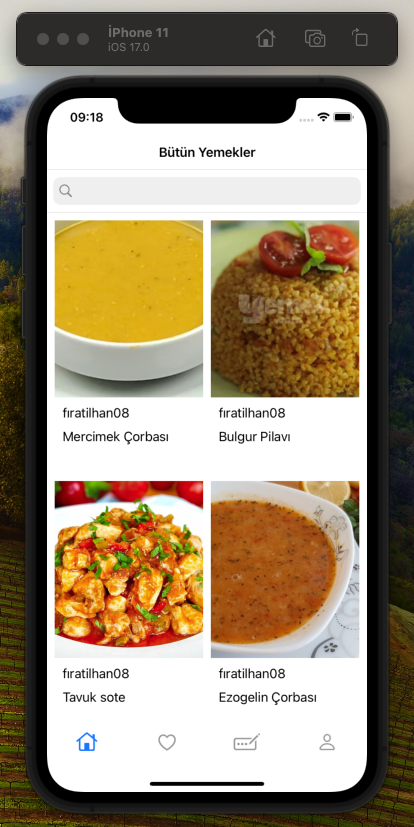 İPhone 11
iOS 17.0
09:18
Bütün Yemekler
fıratilhan08
fıratilhan08
Mercimek Çorbası
Bulgur Pilavı
fıratilhan08
fıratilhan08
Tavuk sote
Ezogelin Çorbası